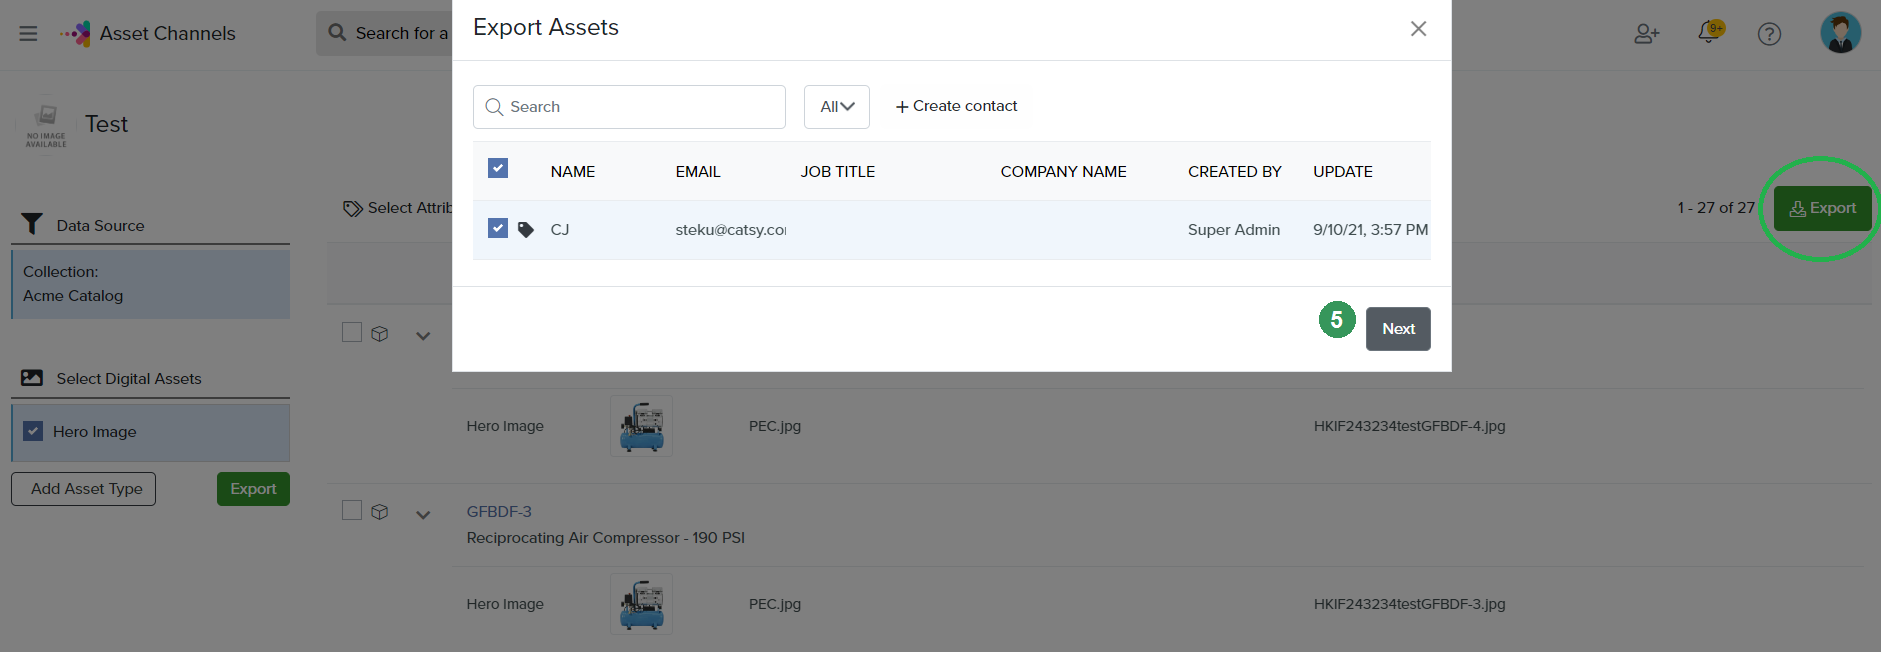 Export Assets
Asset Channels
Search for a
9+
?
Search
All
+ Create contact
NO IMAGE
AVAILABLE
Test
NAME EMAIL JOB TITLE COMPANY NAME CREATED BY UPDATE
Data Source
Select Attrib
1 - 27 of 27
Export
CJ steku@catsy.co Super Admin 9/10/21, 3:57 PM
Collection:
Acme Catalog
5
Next
Select Digital Assets
Hero Image
Hero Image PEC.jpg HKIF243234testGFBDF-4.jpg
Add Asset Type
Export
GFBDF-3
Reciprocating Air Compressor - 190 PSI
Hero Image PEC.jpg HKIF243234testGFBDF-3.jpg